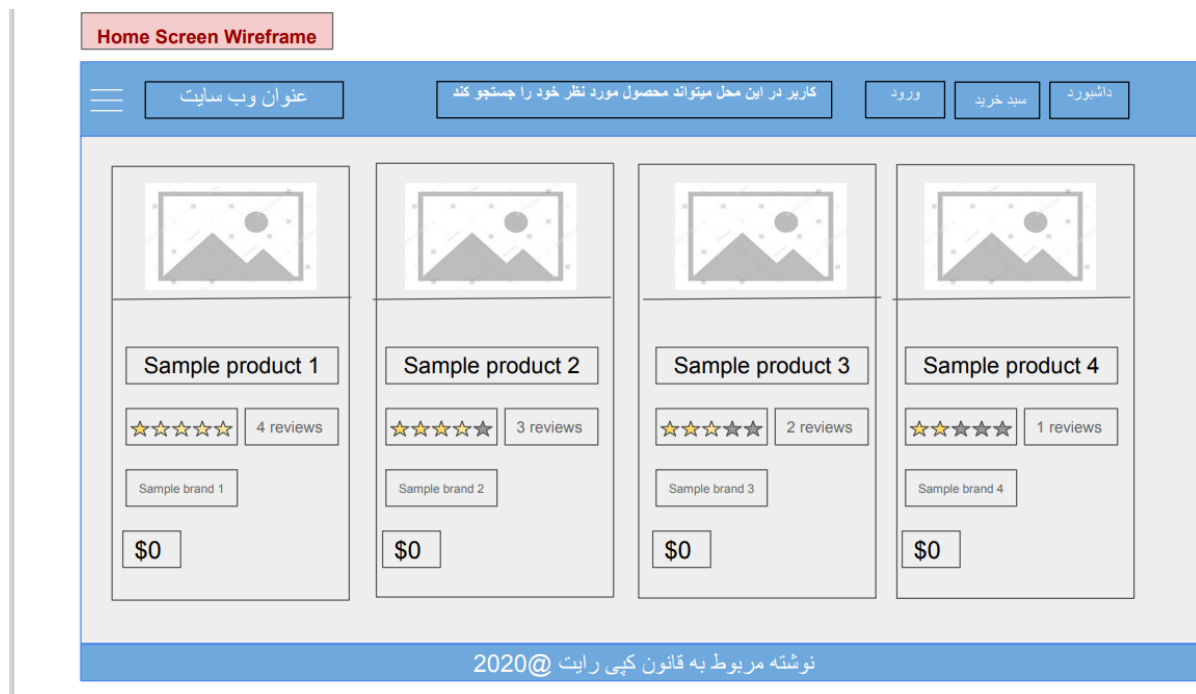 Home Screen Wireframe
عنوان وب سایت
کاربر در این محل میتواند محصول مورد نظر خود را جستجو کند
ورود
سبد خرید
داشبورد
Sample product 1
4 reviews
Sample brand 1
$0
Sample product 2
3 reviews
Sample brand 2
$0
Sample product 3
2 reviews
Sample brand 3
$0
Sample product 4
1 reviews
Sample brand 4
$0
نوشته مربوط به قانون کپی رایت @2020